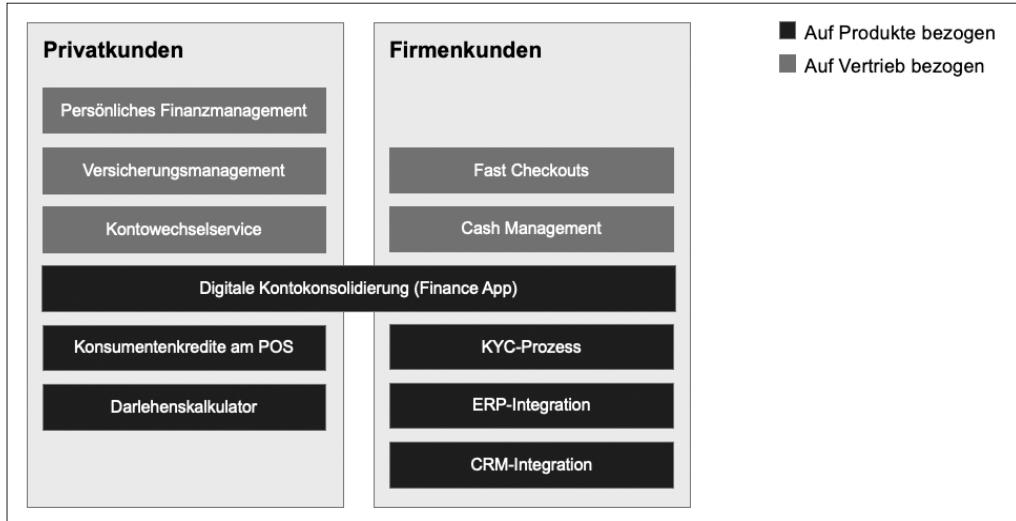 Privatkunden
Persönliches Finanzmanagement
Versicherungsmanagement
Kontowechselservice
Firmenkunden
Fast Checkouts
Cash Management
Digitale Kontokonsolidierung (Finance App)
Konsumentenkredite am POS
Darlehenskalkulator
KYC-Prozess
ERP-Integration
CRM-Integration
Auf Produkte bezogen
Auf Vertrieb bezogen